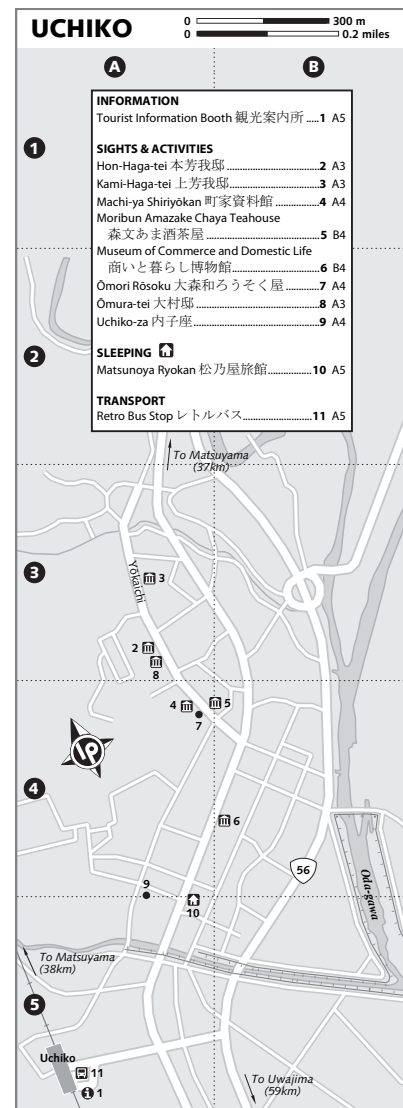 UCHIKO
0 300 m
0 0.2 miles
A B
1
INFORMATION
Tourist Information Booth 観光案内所 .....1 A5
SIGHTS & ACTIVITIES
Hon-Haga-tei 本芳我邸 ..........................2 A3
Kami-Haga-tei 上芳我邸 ........................3 A3
Machi-ya Shiriyōkan 町家資料館 ............4 A4
Moribun Amazake Chaya Teahouse
森文あま酒茶屋 ................................5 B4
Museum of Commerce and Domestic Life
商いと暮らし博物館 .........................6 B4
Ōmori Rōsoku 大森和ろうそく屋 ..........7 A4
Ōmura-tei 大村邸 .................................8 A3
Uchiko-za 内子座 ..................................9 A4
2
SLEEPING
Matsunoya Ryokan 松乃屋旅館 .................10 A5
TRANSPORT
Retro Bus Stop レトルバス .........................11 A5
To Matsuyama
(37km)
3
Yōkaichi
3
2
8
4
5
7
4
6
56
Oda-gawa
9
10
To Matsuyama
(38km)
5
Uchiko
11
1
To Uwajima
(59km)